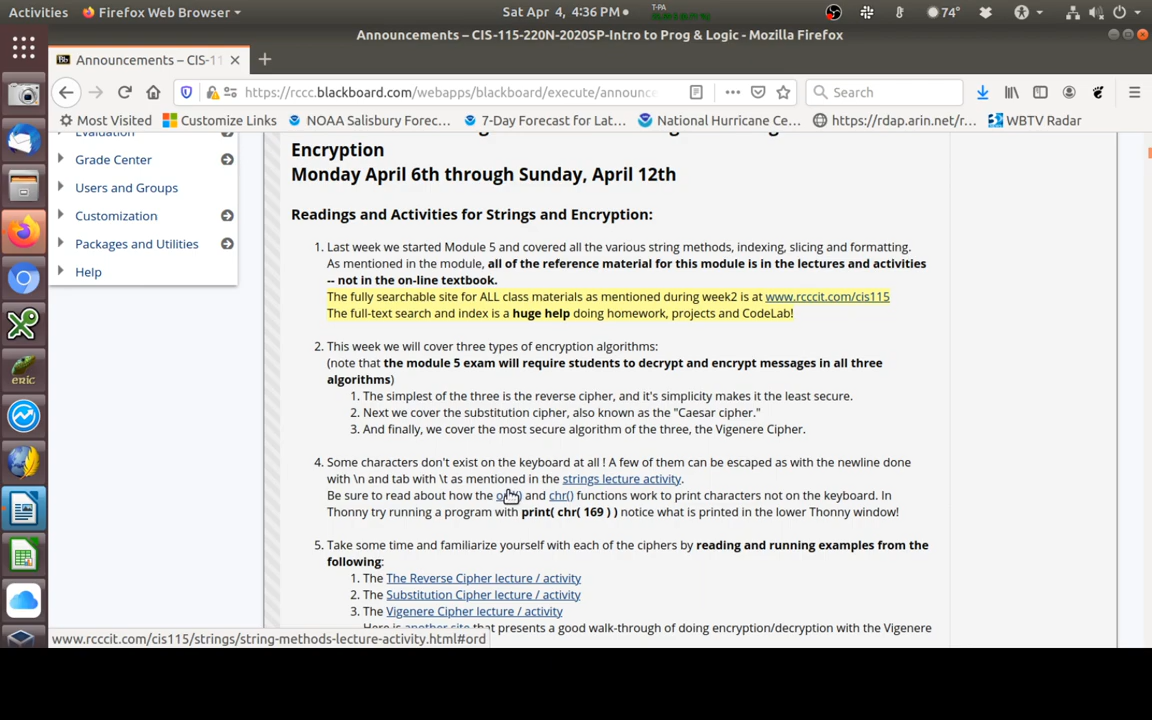 Activities Firefox Web Browser Sat Apr 4, 4:36 PM T-PA 74°
Announcements – CIS-115-220N-2020SP-Intro to Prog & Logic - Mozilla Firefox
Bb Announcements – CIS-11
https://rccc.blackboard.com/webapps/blackboard/execute/announce Search
Most Visited Customize Links NOAA Salisbury Forec... 7-Day Forecast for Lat... National Hurricane Ce... https://rdap.arin.net/r... WBTV Radar
Evaluation
Grade Center
Users and Groups
Customization
Packages and Utilities
Help
Encryption
Monday April 6th through Sunday, April 12th
Readings and Activities for Strings and Encryption:
1. Last week we started Module 5 and covered all the various string methods, indexing, slicing and formatting.
As mentioned in the module, all of the reference material for this module is in the lectures and activities
-- not in the on-line textbook.
The fully searchable site for ALL class materials as mentioned during week2 is at www.rcccit.com/cis115
The full-text search and index is a huge help doing homework, projects and CodeLab!
2. This week we will cover three types of encryption algorithms:
(note that the module 5 exam will require students to decrypt and encrypt messages in all three
algorithms)
1. The simplest of the three is the reverse cipher, and it's simplicity makes it the least secure.
2. Next we cover the substitution cipher, also known as the "Caesar cipher."
3. And finally, we cover the most secure algorithm of the three, the Vigenere Cipher.
4. Some characters don't exist on the keyboard at all ! A few of them can be escaped as with the newline done
with \n and tab with \t as mentioned in the strings lecture activity.
Be sure to read about how the and chr() functions work to print characters not on the keyboard. In
Thonny try running a program with print( chr( 169 ) ) notice what is printed in the lower Thonny window!
5. Take some time and familiarize yourself with each of the ciphers by reading and running examples from the
following:
1. The The Reverse Cipher lecture / activity
2. The Substitution Cipher lecture / activity
3. The Vigenere Cipher lecture / activity
Here is another site that presents a good walk-through of doing encryption/decryption with the Vigenere
www.rcccit.com/cis115/strings/string-methods-lecture-activity.html#ord
eric